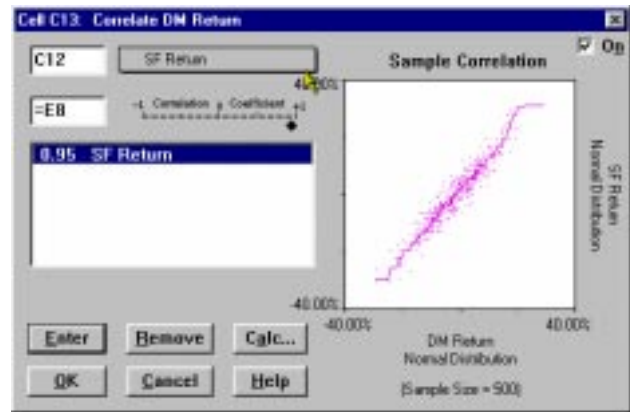 Cell C13: Correlate DM Return
C12
SF Return
On
=E8
-1 Correlation 0 Coefficient +1
0.95 SF Return
Enter
Remove
Calc...
OK
Cancel
Help
Sample Correlation
40.00%
-40.00%
-40.00%
40.00%
DM Return
Normal Distribution
(Sample Size = 500)
SF Return
Normal Distribution